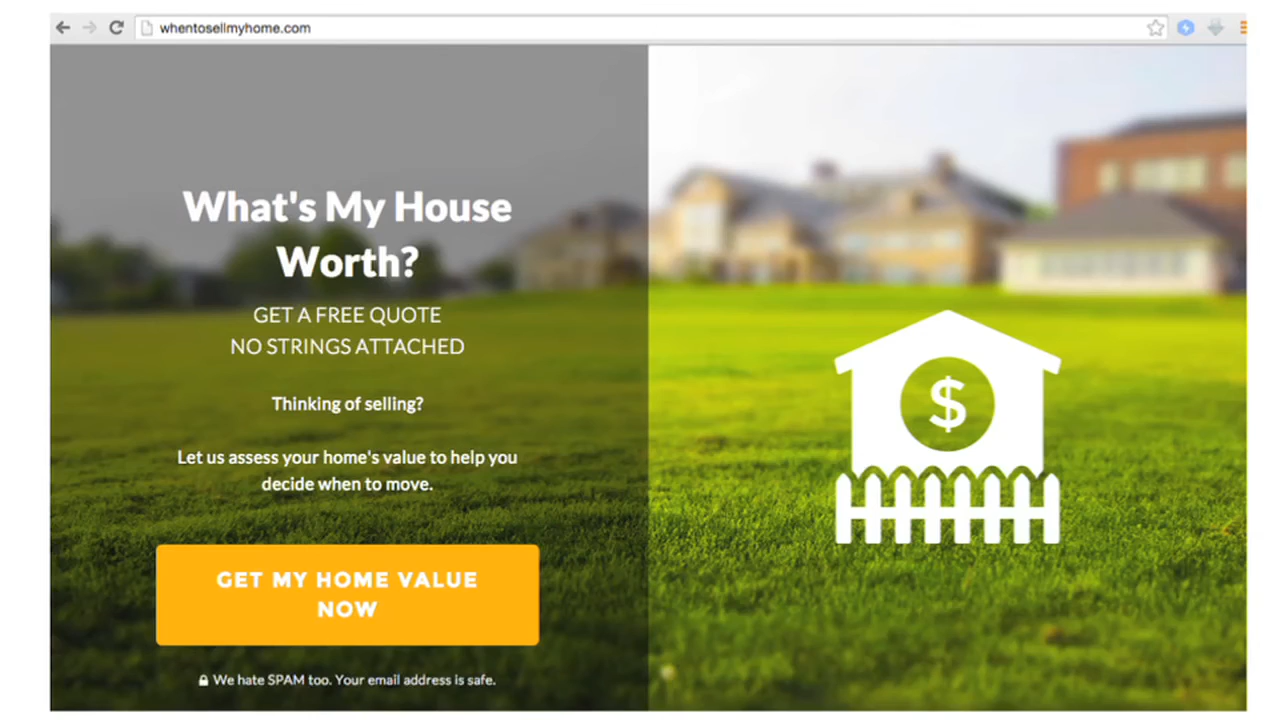 whentosellmyhome.com
What's My House
Worth?
GET A FREE QUOTE
NO STRINGS ATTACHED
Thinking of selling?
Let us assess your home's value to help you
decide when to move.
$
GET MY HOME VALUE
NOW
We hate SPAM too. Your email address is safe.